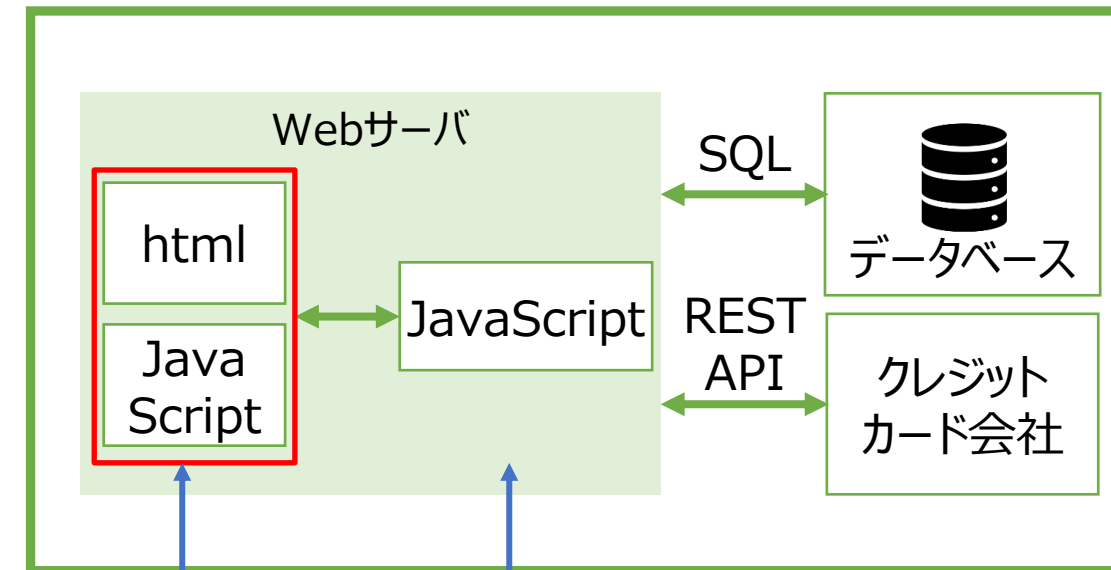 Webサーバ
html
Java
Script
JavaScript
SQL
REST
API
データベース
クレジット
カード会社